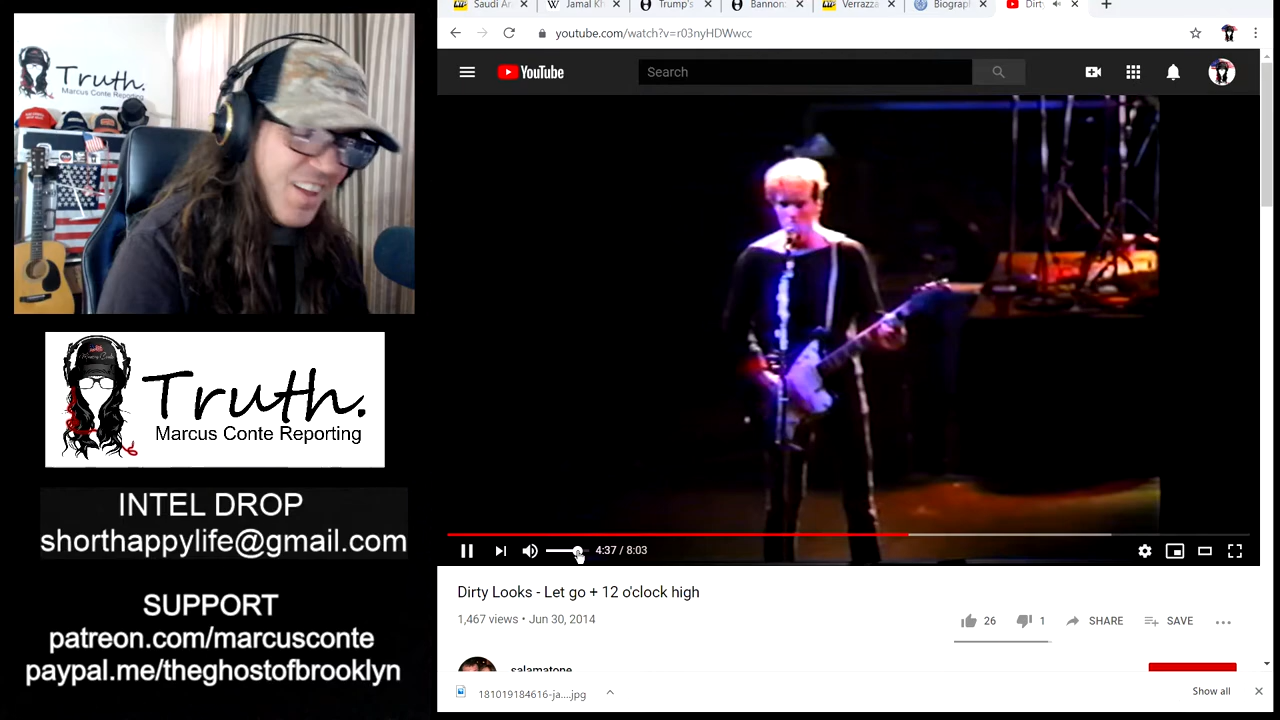 Truth.
Marcus Conte Reporting
Truth.
Marcus Conte Reporting
INTEL DROP
shorthappylife@gmail.com
SUPPORT
patreon.com/marcusconte
paypal.me/theghostofbrooklyn
Saudi Ar
Jamal K
Trump's
Bannon:
Verrazza
Biograph
Dirt
youtube.com/watch?v=r03nyHDWwcc
YouTube
Search
4:37 / 8:03
Dirty Looks - Let go + 12 o'clock high
1,467 views • Jun 30, 2014
26
1
SHARE
SAVE
salamatone
181019184616-ja....jpg
Show all